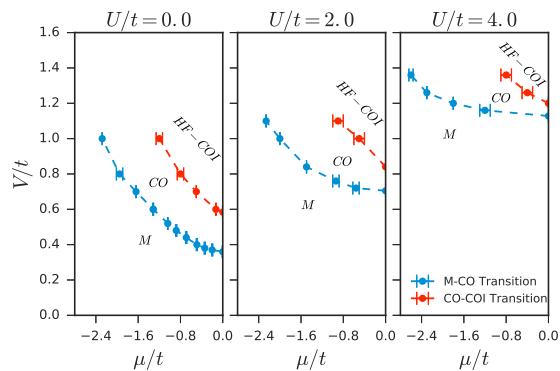 U/t=0.0 U/t=2.0 U/t=4.0
V/t
1.6
1.4
1.2
1.0
0.8
0.6
0.4
0.2
0.0
HF−COI
CO
M
HF−COI
CO
M
HF−COI
CO
M
M-CO Transition
CO-COI Transition
−2.4 −1.6 −0.8 0.0 −2.4 −1.6 −0.8 0.0 −2.4 −1.6 −0.8 0.0
μ/t μ/t μ/t